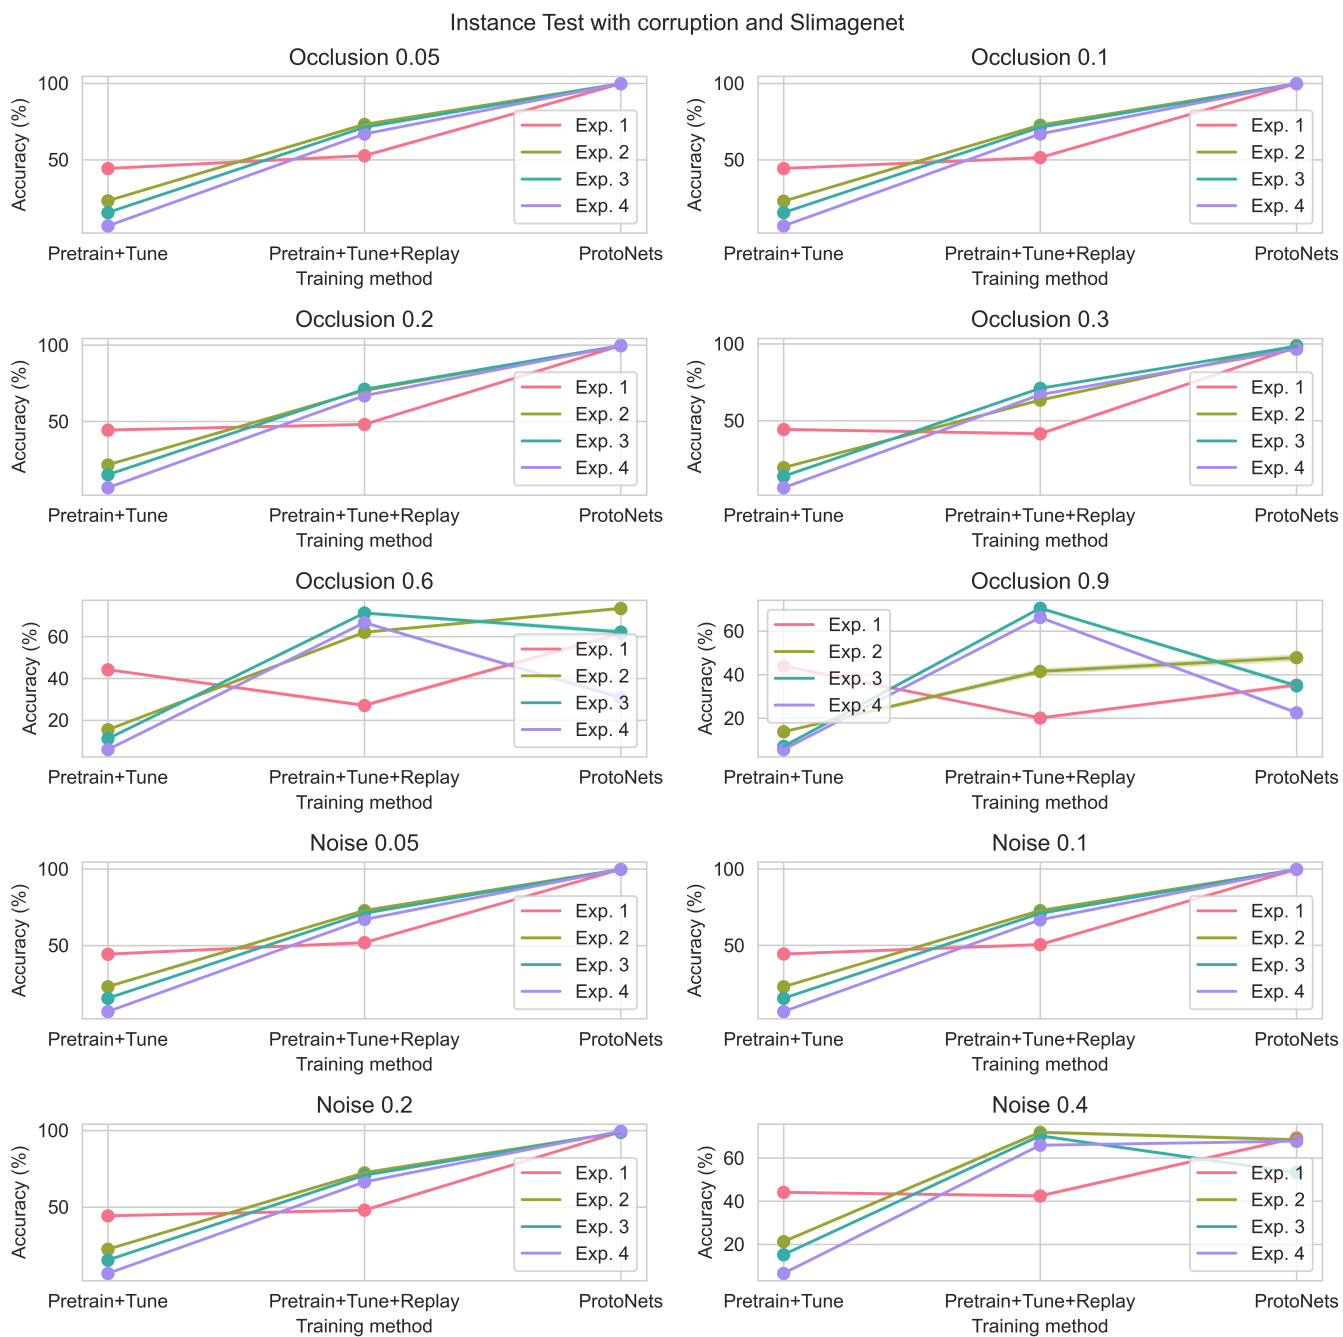 Instance Test with corruption and Slimagenet
Occlusion 0.05
100
50
Accuracy (%)
Exp. 1
Exp. 2
Exp. 3
Exp. 4
Pretrain+Tune
Pretrain+Tune+Replay
ProtoNets
Training method
Occlusion 0.1
100
50
Accuracy (%)
Exp. 1
Exp. 2
Exp. 3
Exp. 4
Pretrain+Tune
Pretrain+Tune+Replay
ProtoNets
Training method
Occlusion 0.2
100
50
Accuracy (%)
Exp. 1
Exp. 2
Exp. 3
Exp. 4
Pretrain+Tune
Pretrain+Tune+Replay
ProtoNets
Training method
Occlusion 0.3
100
50
Accuracy (%)
Exp. 1
Exp. 2
Exp. 3
Exp. 4
Pretrain+Tune
Pretrain+Tune+Replay
ProtoNets
Training method
Occlusion 0.6
60
40
20
Accuracy (%)
Exp. 1
Exp. 2
Exp. 3
Exp. 4
Pretrain+Tune
Pretrain+Tune+Replay
ProtoNets
Training method
Occlusion 0.9
60
40
20
Accuracy (%)
Exp. 1
Exp. 2
Exp. 3
Exp. 4
Pretrain+Tune
Pretrain+Tune+Replay
ProtoNets
Training method
Noise 0.05
100
50
Accuracy (%)
Exp. 1
Exp. 2
Exp. 3
Exp. 4
Pretrain+Tune
Pretrain+Tune+Replay
ProtoNets
Training method
Noise 0.1
100
50
Accuracy (%)
Exp. 1
Exp. 2
Exp. 3
Exp. 4
Pretrain+Tune
Pretrain+Tune+Replay
ProtoNets
Training method
Noise 0.2
100
50
Accuracy (%)
Exp. 1
Exp. 2
Exp. 3
Exp. 4
Pretrain+Tune
Pretrain+Tune+Replay
ProtoNets
Training method
Noise 0.4
60
40
20
Accuracy (%)
Exp. 1
Exp. 2
Exp. 3
Exp. 4
Pretrain+Tune
Pretrain+Tune+Replay
ProtoNets
Training method